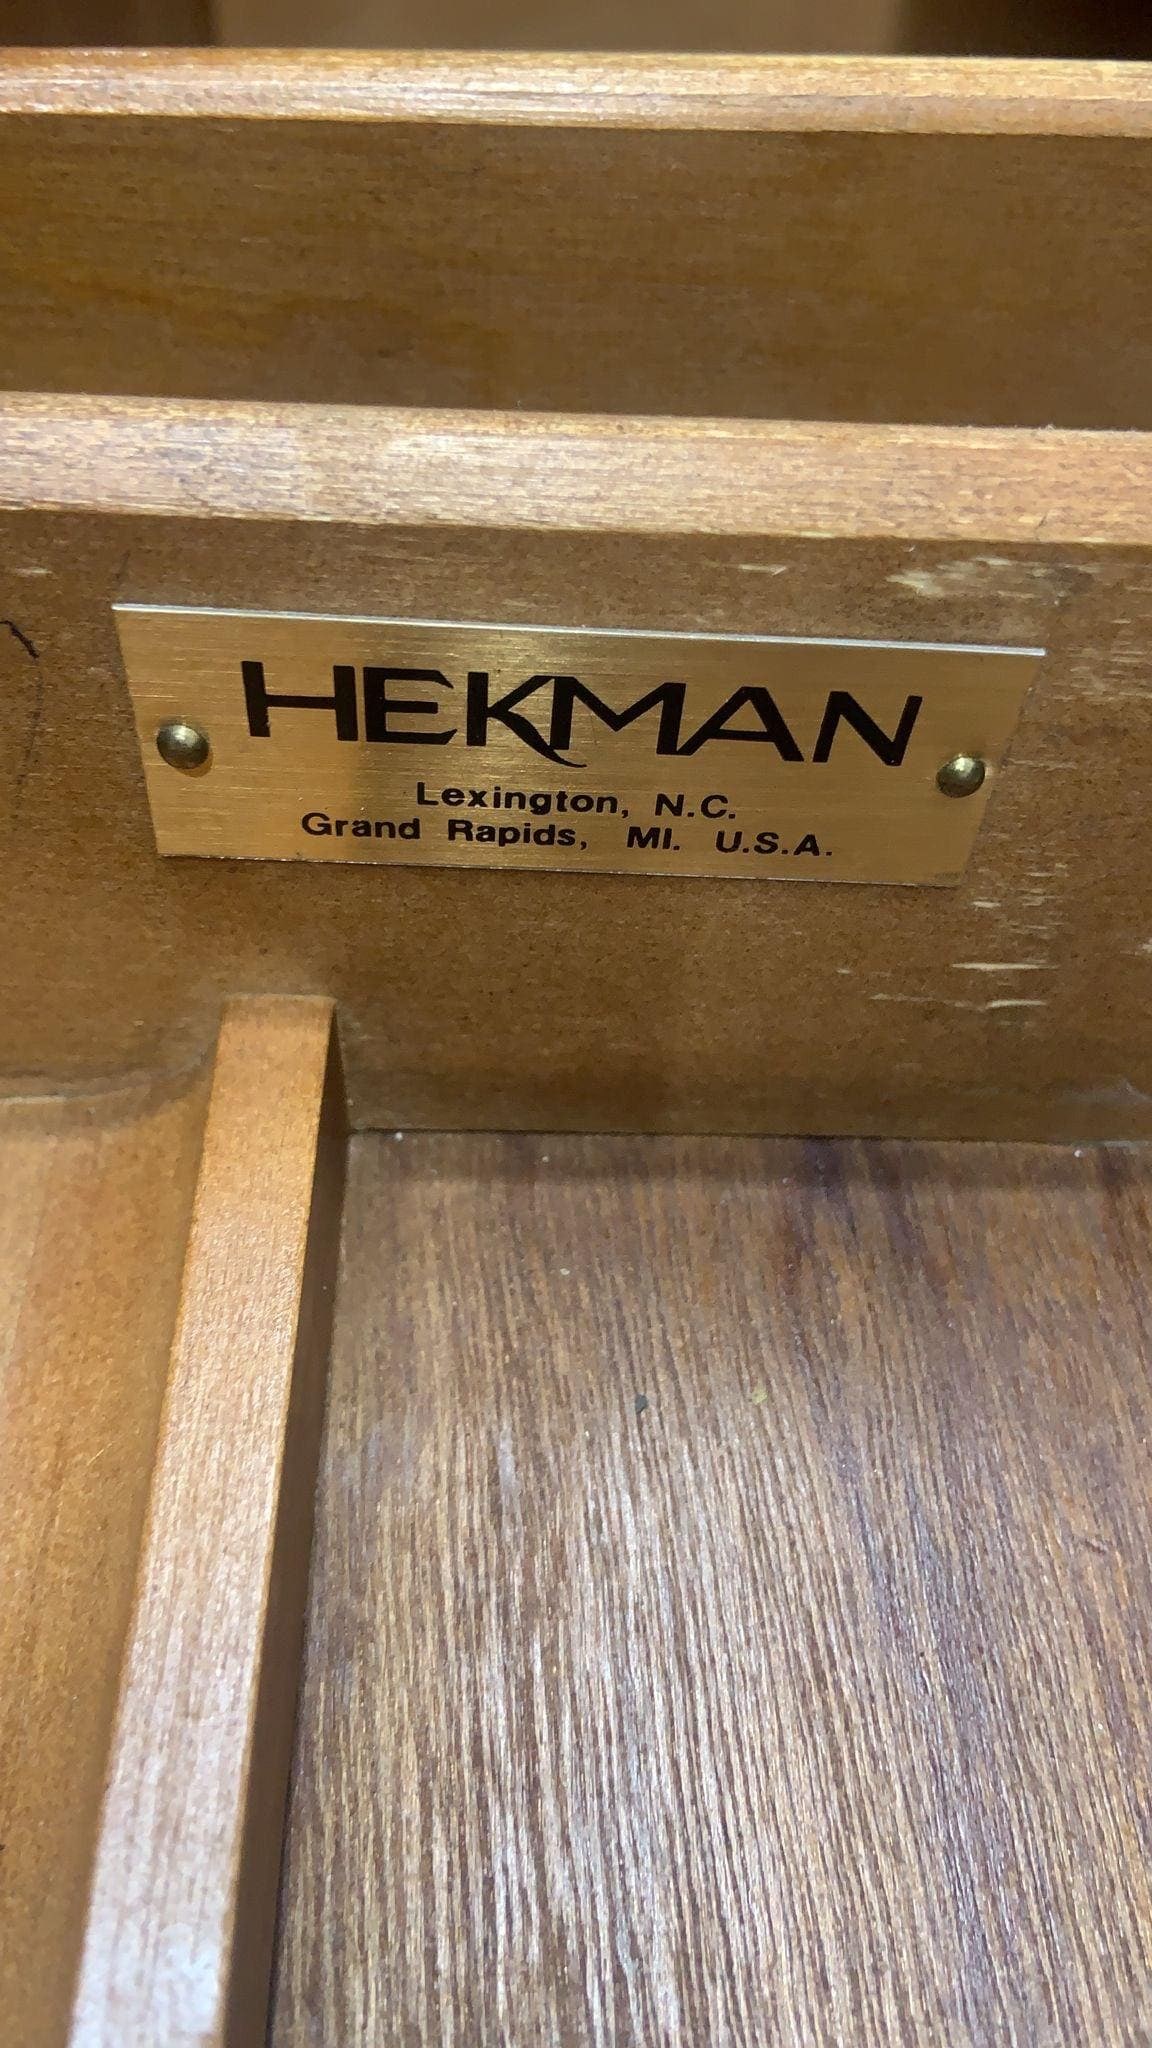 HEKMAN
Lexington, N.C.
Grand Rapids, MI. U.S.A.